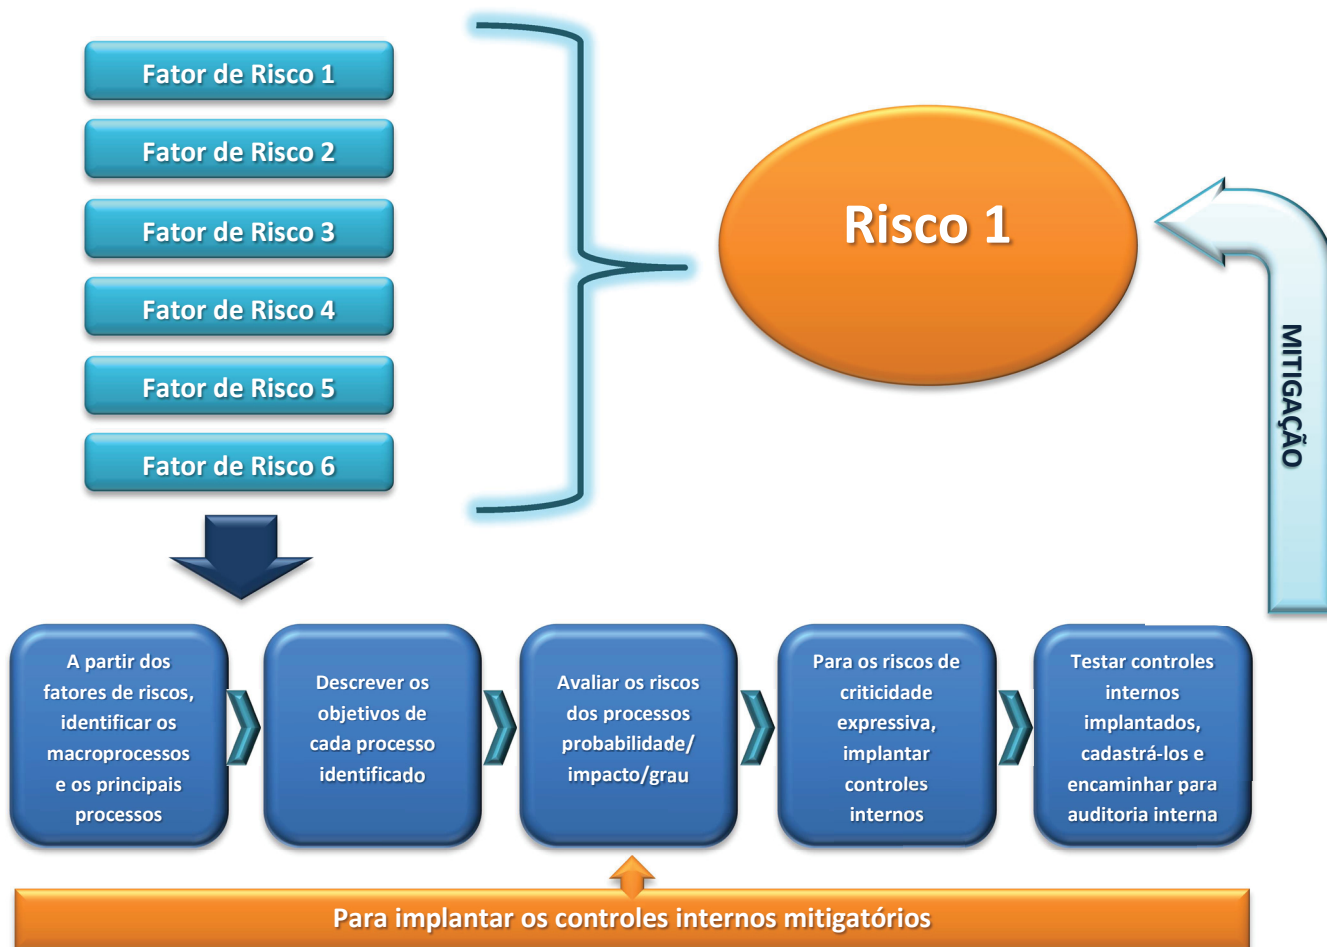 Fator de Risco 1
Fator de Risco 2
Fator de Risco 3
Fator de Risco 4
Fator de Risco 5
Fator de Risco 6
Risco 1
MITIGAÇÃO
A partir dos
fatores de riscos,
identificar os
macroprocessos
e os principais
processos
Descrever os
objetivos de
cada processo
identificado
Avaliar os riscos
dos processos
probabilidade/
impacto/grau
Para os riscos de
criticidade
expressiva,
implantar
controles
internos
Testar controles
internos
implantados,
cadastrá-los e
encaminhar para
auditoria interna
Para implantar os controles internos mitigatórios